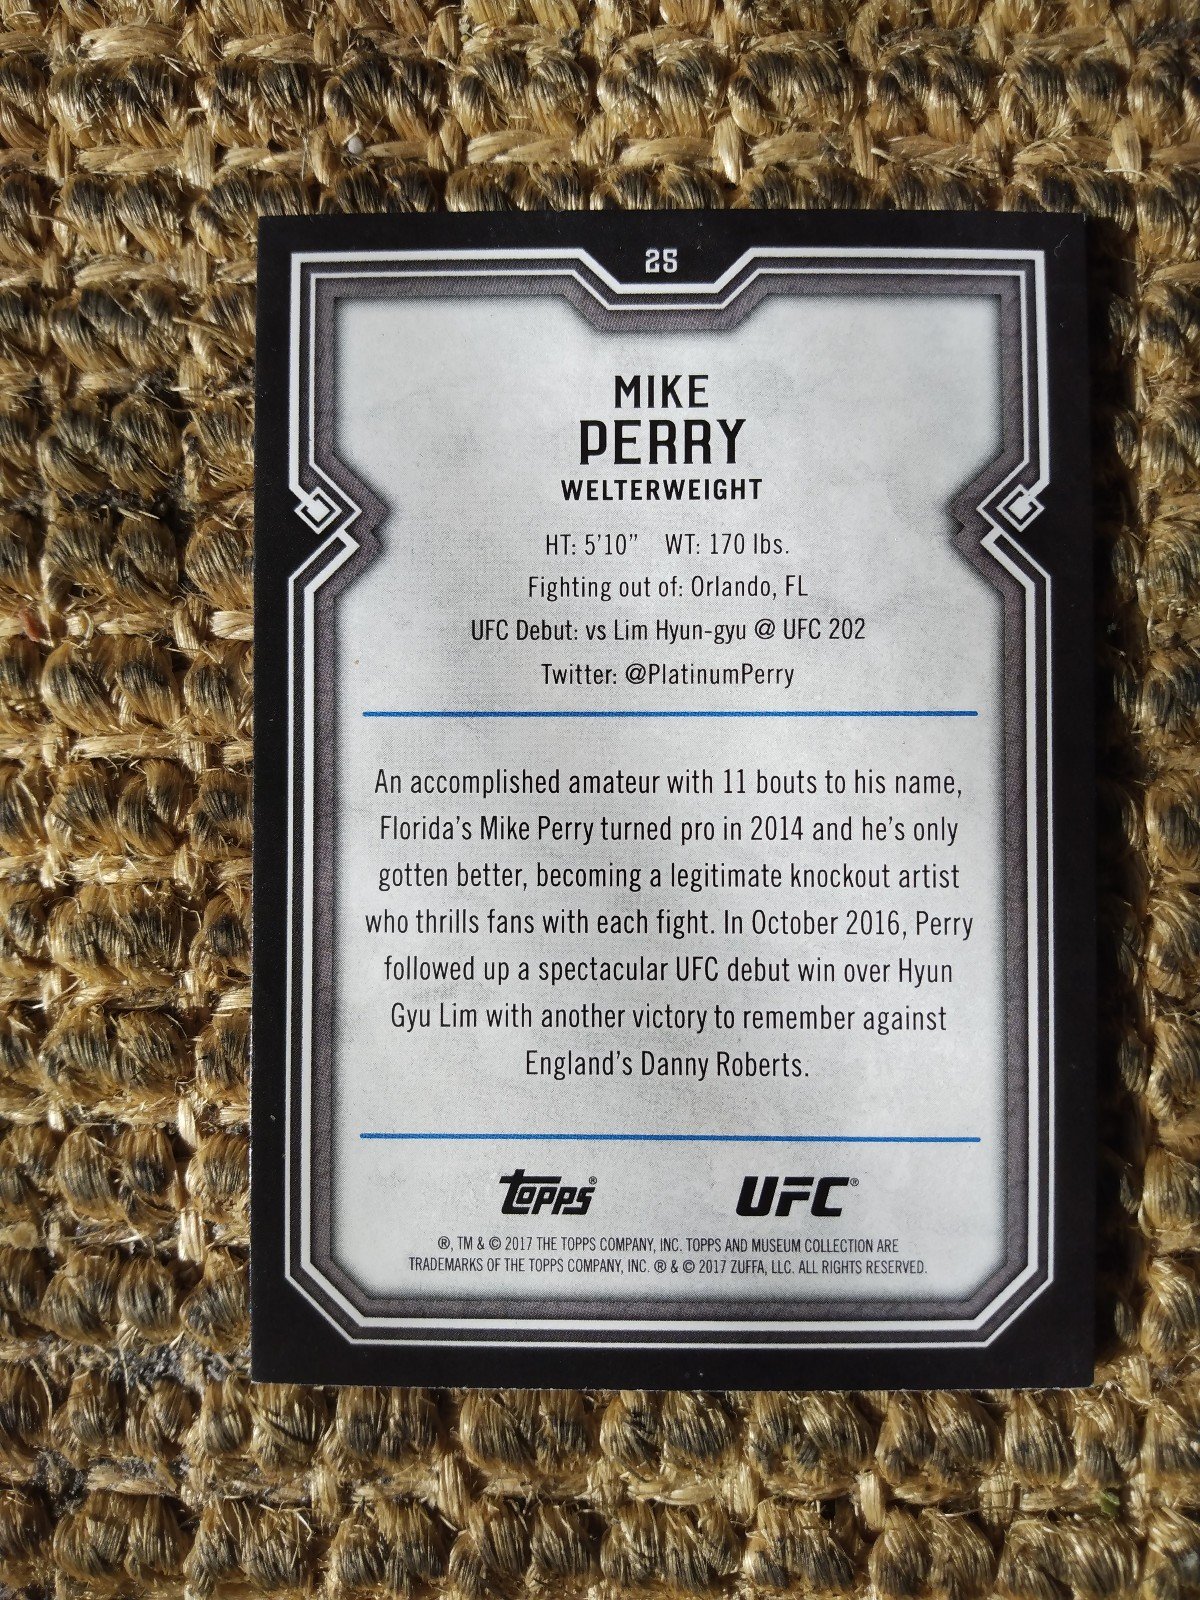 25
MIKE
PERRY
WELTERWEIGHT
HT: 5'10" WT: 170 lbs.
Fighting out of: Orlando, FL
UFC Debut: vs Lim Hyun-gyu @ UFC 202
Twitter: @PlatinumPerry
An accomplished amateur with 11 bouts to his name,
Florida's Mike Perry turned pro in 2014 and he's only
gotten better, becoming a legitimate knockout artist
who thrills fans with each fight. In October 2016, Perry
followed up a spectacular UFC debut win over Hyun
Gyu Lim with another victory to remember against
England's Danny Roberts.
Topps® UFC®
®, TM & © 2017 THE TOPPS COMPANY, INC. TOPPS AND MUSEUM COLLECTION ARE
TRADEMARKS OF THE TOPPS COMPANY, INC. ® & © 2017 ZUFFA, LLC. ALL RIGHTS RESERVED.